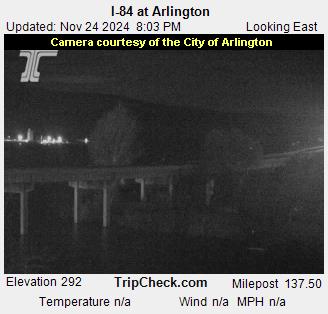 I-84 at Arlington
Updated: Nov 24 2024 8:03 PM Looking East
Camera courtesy of the City of Arlington
Elevation 292 TripCheck.com Milepost 137.50
Temperature n/a Wind n/a MPH n/a